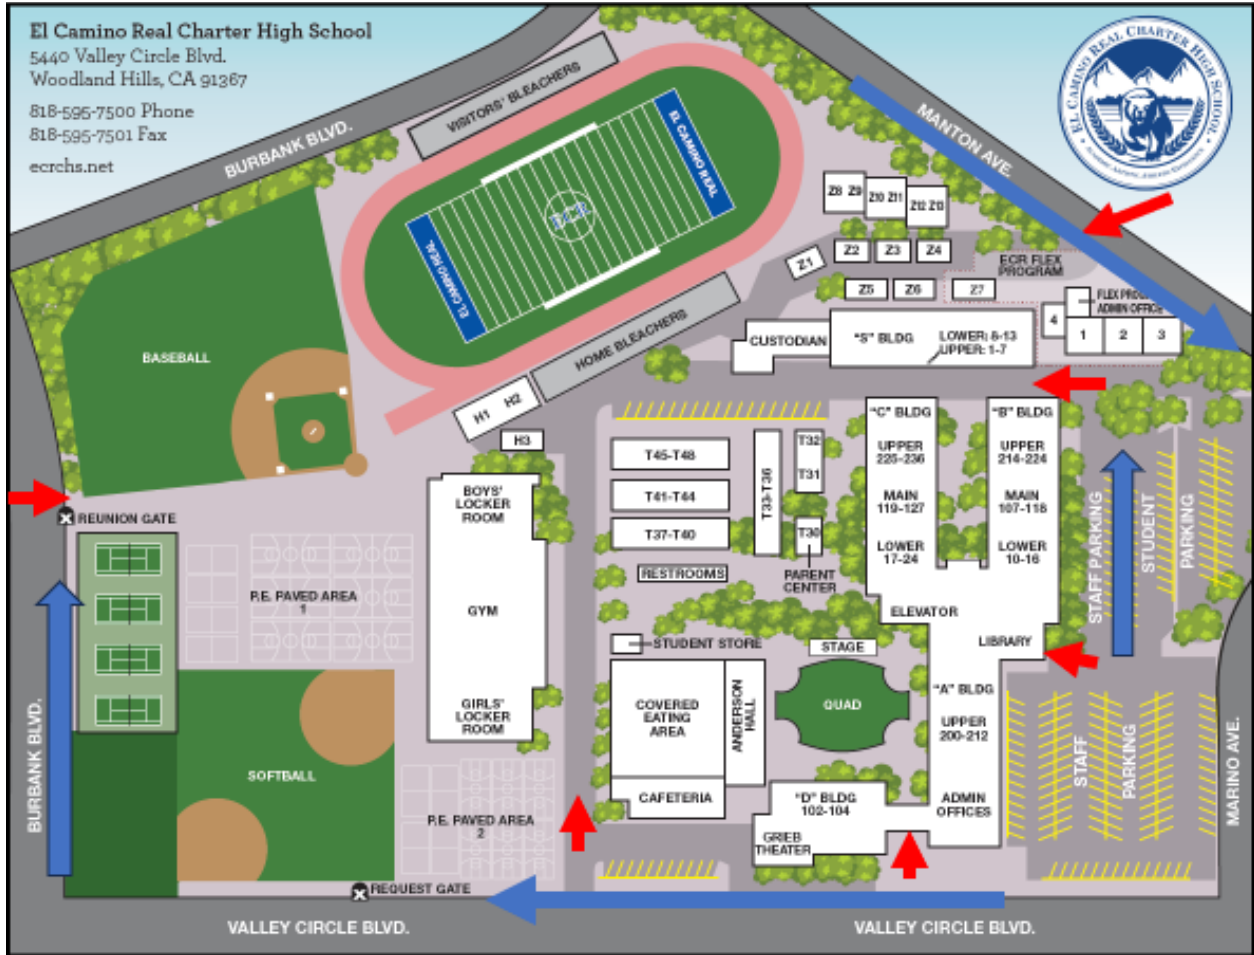 El Camino Real Charter High School
5440 Valley Circle Blvd.
Woodland Hills, CA 91367
818-595-7500 Phone
818-595-7501 Fax
ecrchs.net
EL CAMINO REAL CHARTER HIGH SCHOOL
BURBANK BLVD.
VISITORS' BLEACHERS
MANTON AVE.
EL CAMINO REAL
ECR
EL CAMINO REAL
HOME BLEACHERS
Z8 Z9
Z10 Z11
Z12 Z13
Z1
Z2
Z3
Z4
Z5
Z6
Z7
ECR FLEX
PROGRAM
ADMIN OFFICE
4
1
2
3
CUSTODIAN
"S" BLDG
LOWER: 8-13
UPPER: 1-7
BASEBALL
H1 H2
H3
"C" BLDG
UPPER
225-236
MAIN
119-127
LOWER
17-24
"B" BLDG
UPPER
214-224
MAIN
107-118
LOWER
10-16
T45-T48
T41-T44
T37-T40
T33-T36
T32
T31
T30
RESTROOMS
PARENT
CENTER
BOYS'
LOCKER
ROOM
GYM
GIRLS'
LOCKER
ROOM
REUNION GATE
P.E. PAVED AREA
1
STAFF PARKING
STUDENT
PARKING
ELEVATOR
LIBRARY
STUDENT STORE
STAGE
COVERED
EATING
AREA
ANDERSON
HALL
QUAD
"A" BLDG
UPPER
200-212
ADMIN
OFFICES
CAFETERIA
"D" BLDG
102-104
GRIEB
THEATER
SOFTBALL
P.E. PAVED AREA
2
STAFF
PARKING
BURBANK BLVD.
MARINO AVE.
REQUEST GATE
VALLEY CIRCLE BLVD.
VALLEY CIRCLE BLVD.